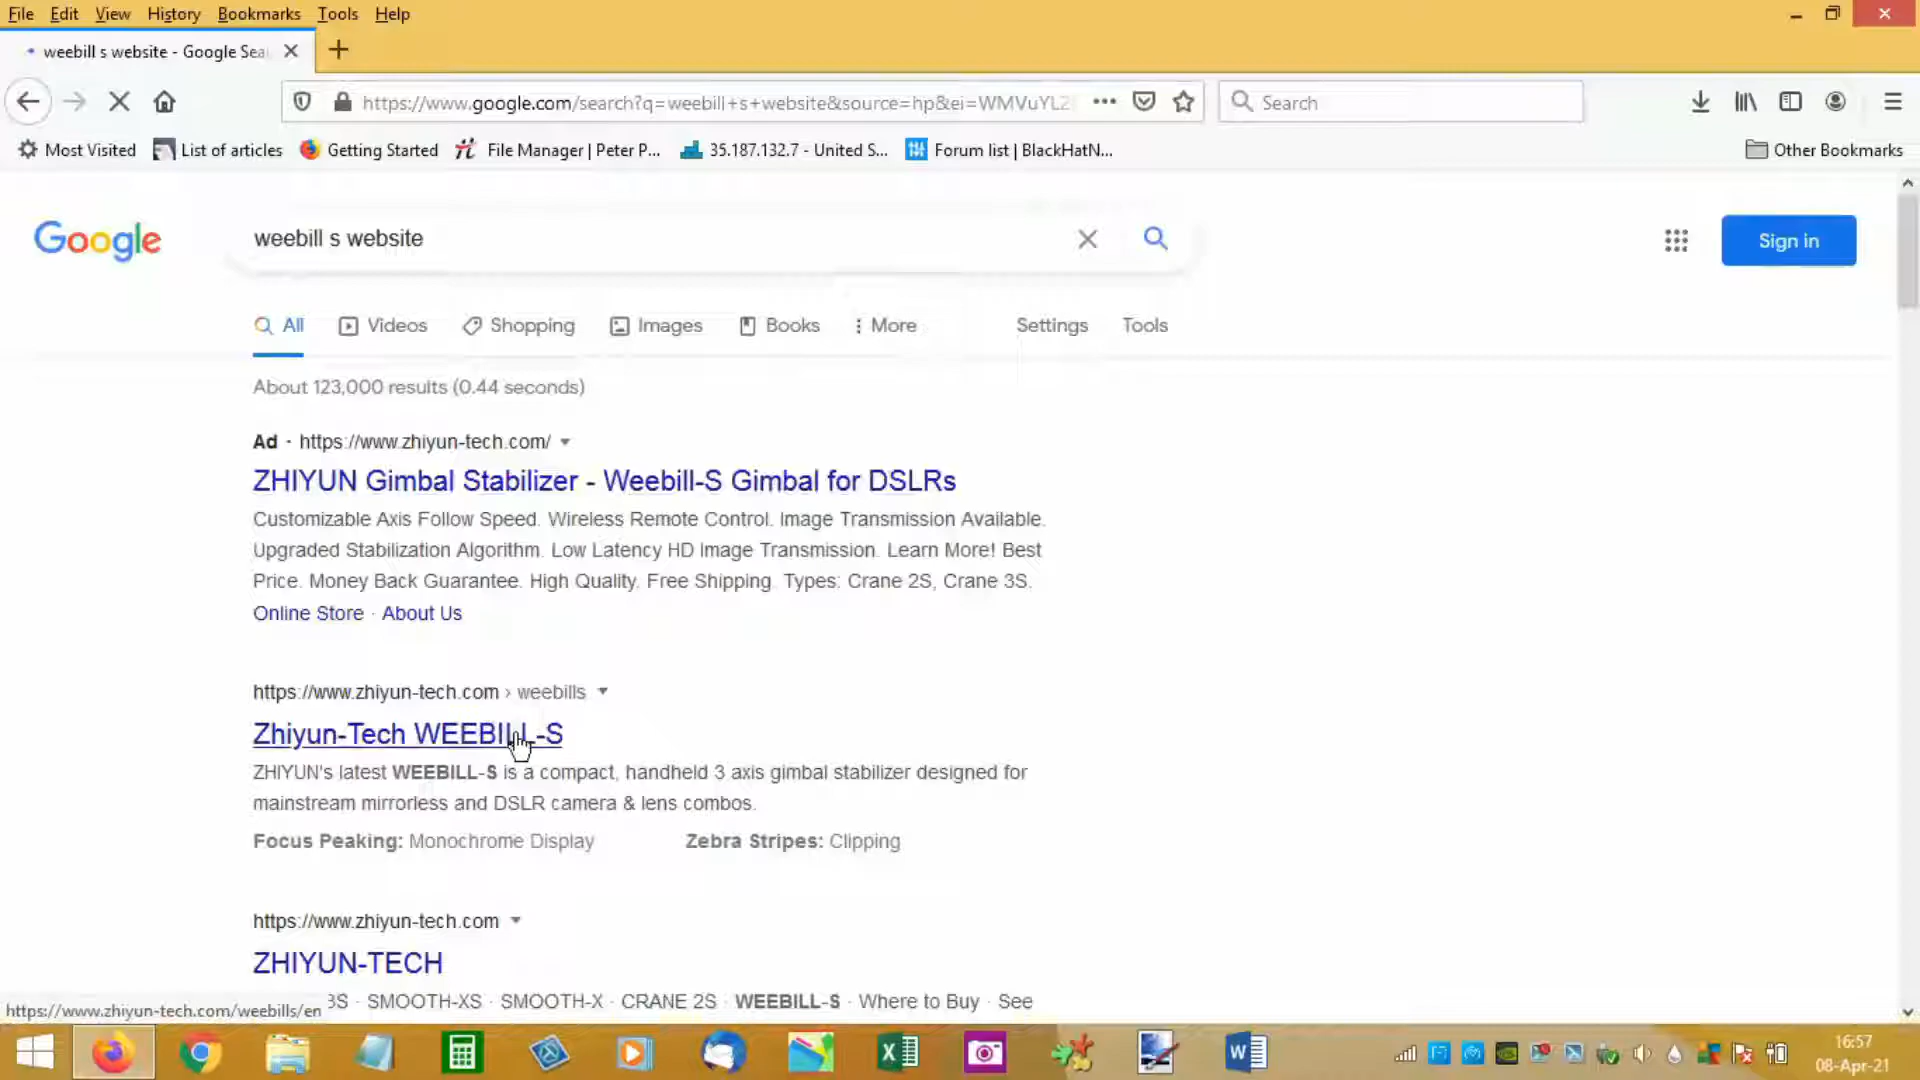 File Edit View History Bookmarks Tools Help
weebill s website - Google Sea
https://www.google.com/search?q=weebill+s+website&source=hp&ei=WMVuYL2
Search
Most Visited List of articles Getting Started File Manager | Peter P... 35.187.132.7 - United S... Forum list | BlackHatN... Other Bookmarks
Google weebill s website Sign in
All Videos Shopping Images Books More Settings Tools
About 123,000 results (0.44 seconds)
Ad · https://www.zhiyun-tech.com/
ZHIYUN Gimbal Stabilizer - Weebill-S Gimbal for DSLRs
Customizable Axis Follow Speed. Wireless Remote Control. Image Transmission Available.
Upgraded Stabilization Algorithm. Low Latency HD Image Transmission. Learn More! Best
Price. Money Back Guarantee. High Quality. Free Shipping. Types: Crane 2S, Crane 3S.
Online Store · About Us
https://www.zhiyun-tech.com › weebills
Zhiyun-Tech WEEBILL-S
ZHIYUN's latest WEEBILL-S is a compact, handheld 3 axis gimbal stabilizer designed for
mainstream mirrorless and DSLR camera & lens combos.
Focus Peaking: Monochrome Display Zebra Stripes: Clipping
https://www.zhiyun-tech.com
ZHIYUN-TECH
3S · SMOOTH-XS · SMOOTH-X · CRANE 2S · WEEBILL-S · Where to Buy · See
https://www.zhiyun-tech.com/weebills/en
16:57
08-Apr-21